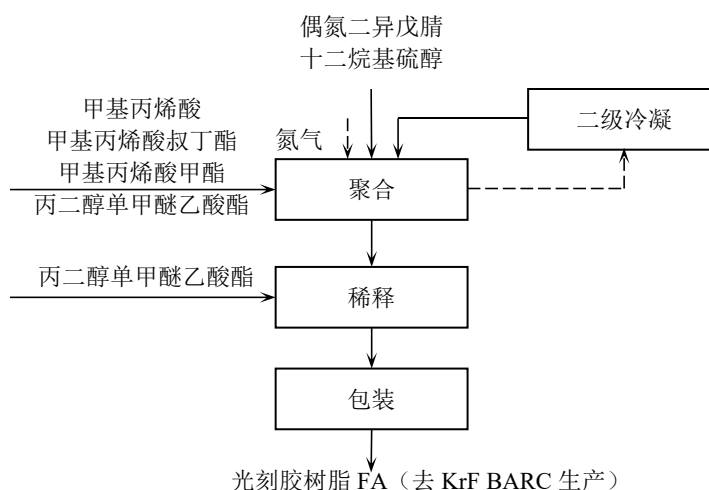 偶氮二异戊腈
十二烷基硫醇
甲基丙烯酸
甲基丙烯酸叔丁酯
甲基丙烯酸甲酯
丙二醇单甲醚乙酸酯
氮气
二级冷凝
聚合
丙二醇单甲醚乙酸酯
稀释
包装
光刻胶树脂 FA（去 KrF BARC 生产）